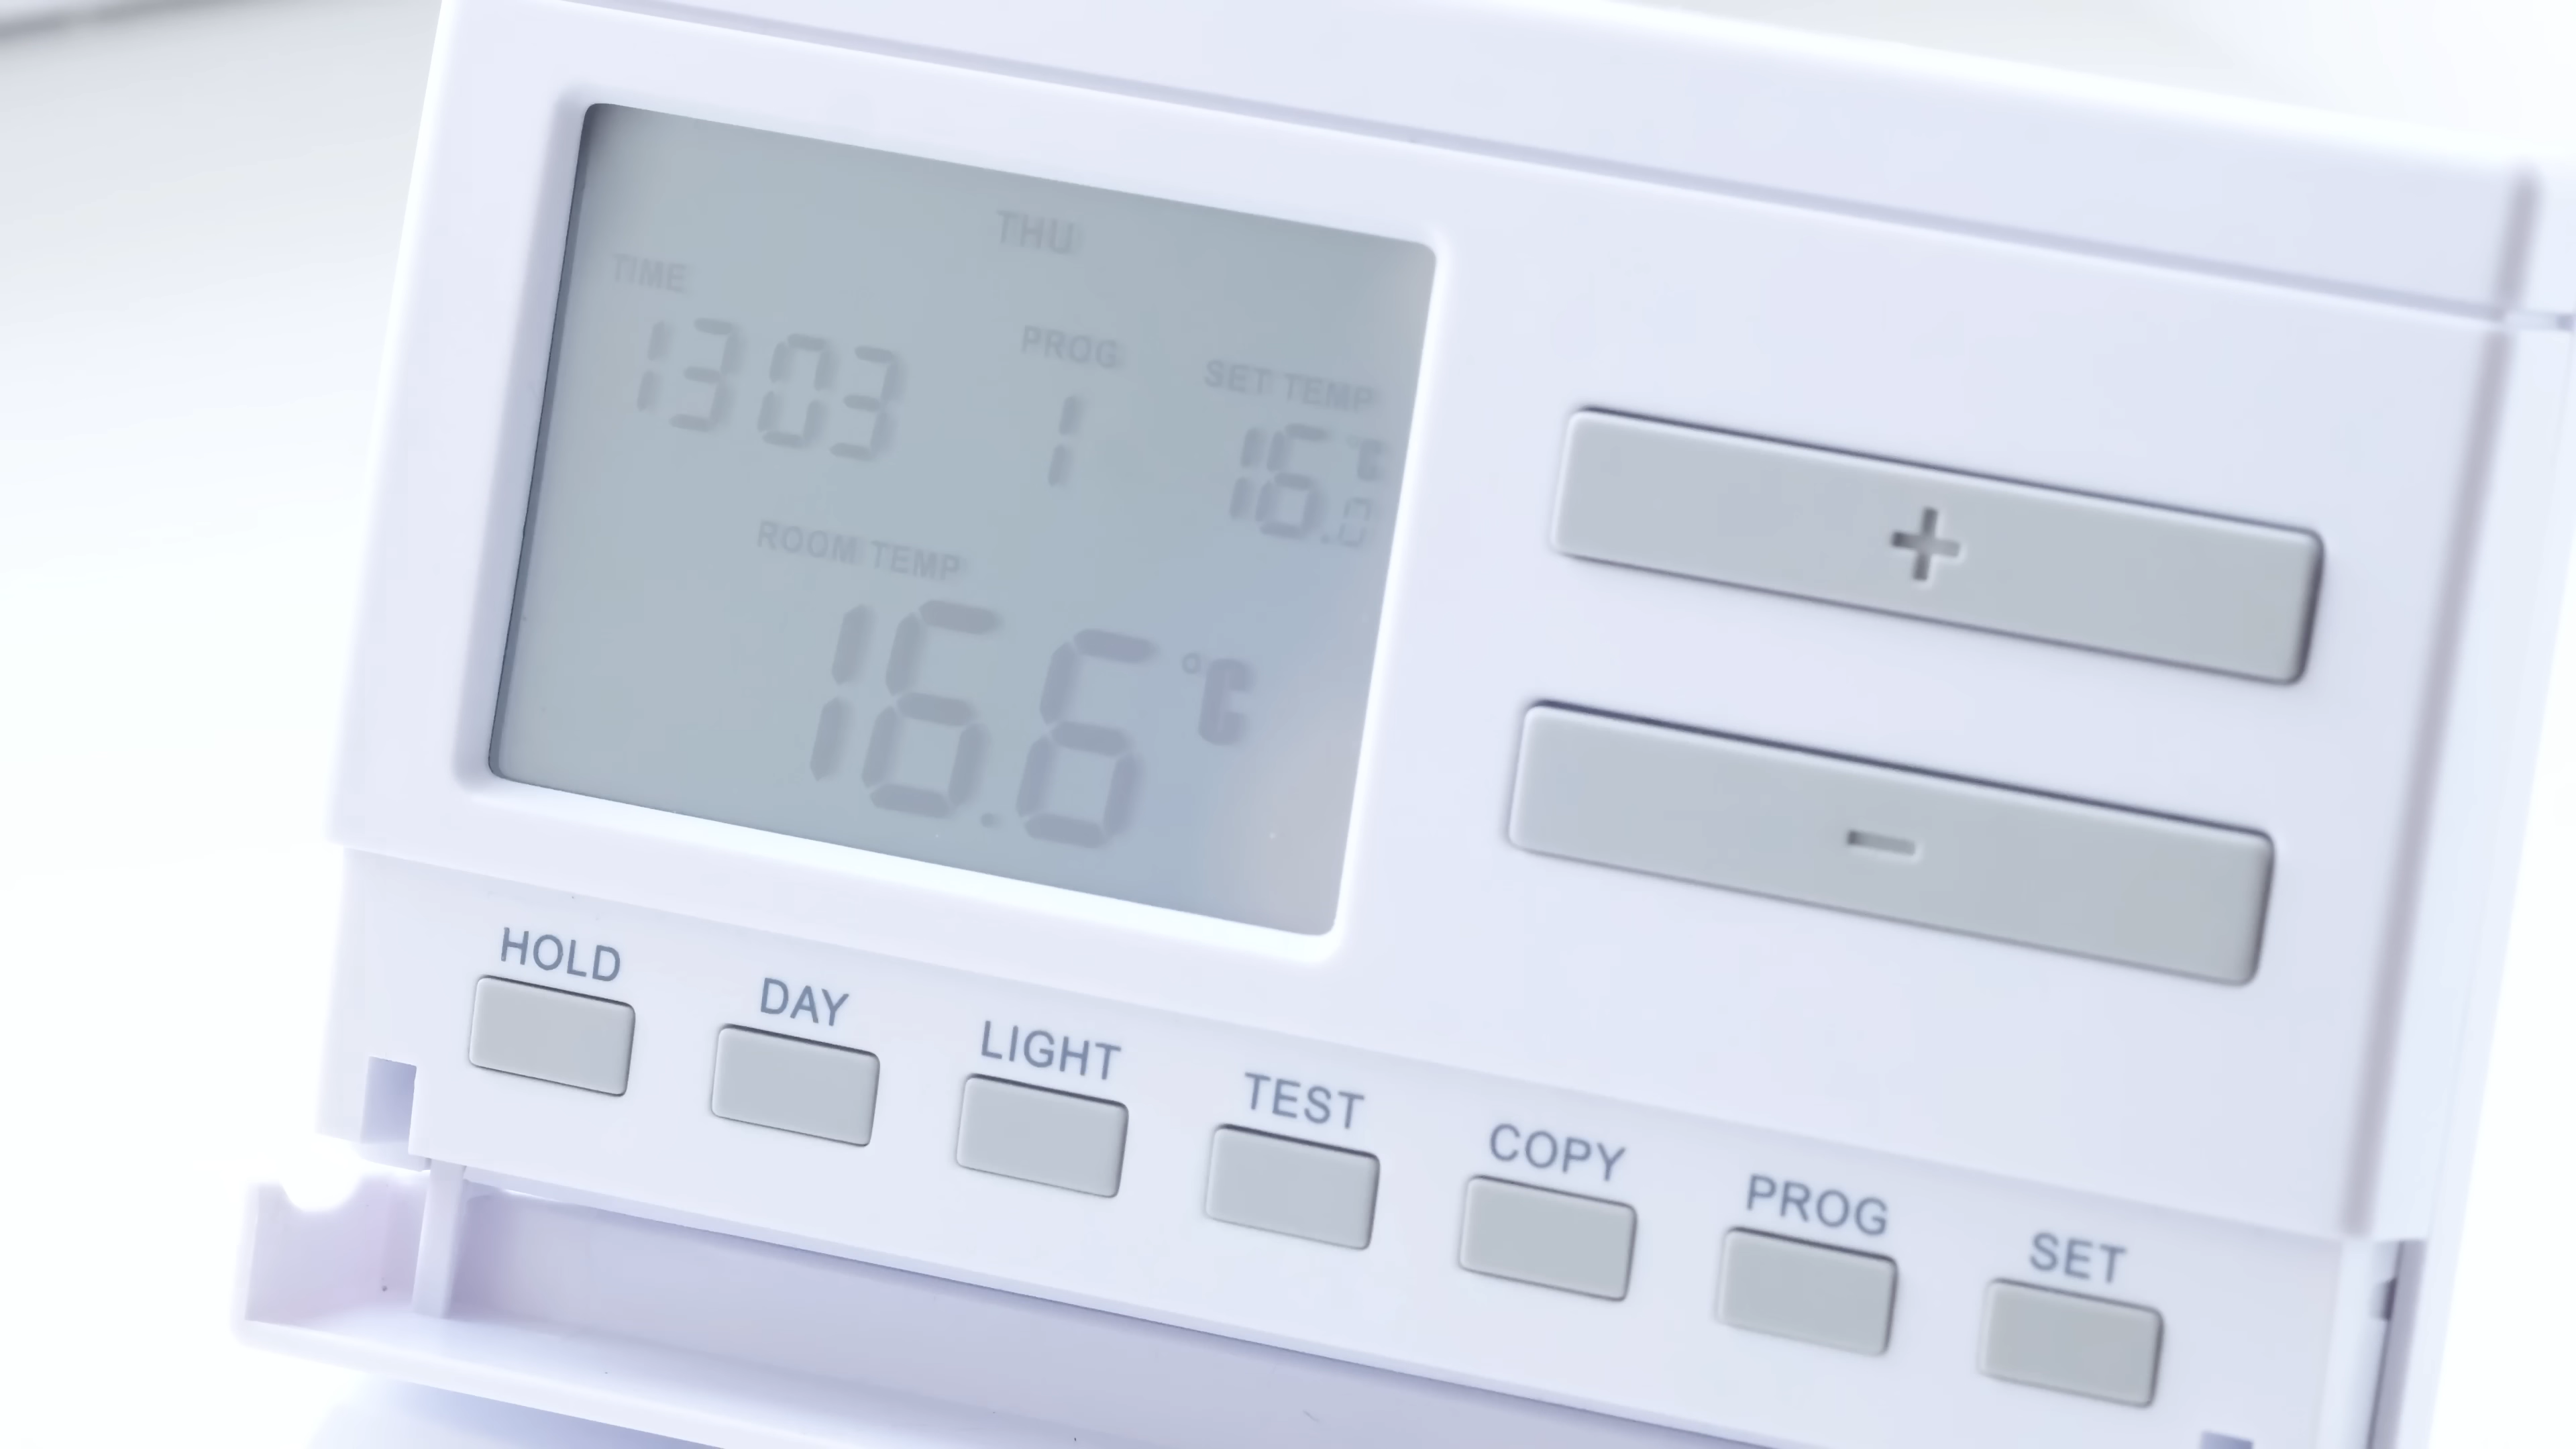 THU
TIME
1303
PROG
1
SET TEMP
16.0
°C
ROOM TEMP
16.6 °C
+
-
HOLD DAY LIGHT TEST COPY PROG SET